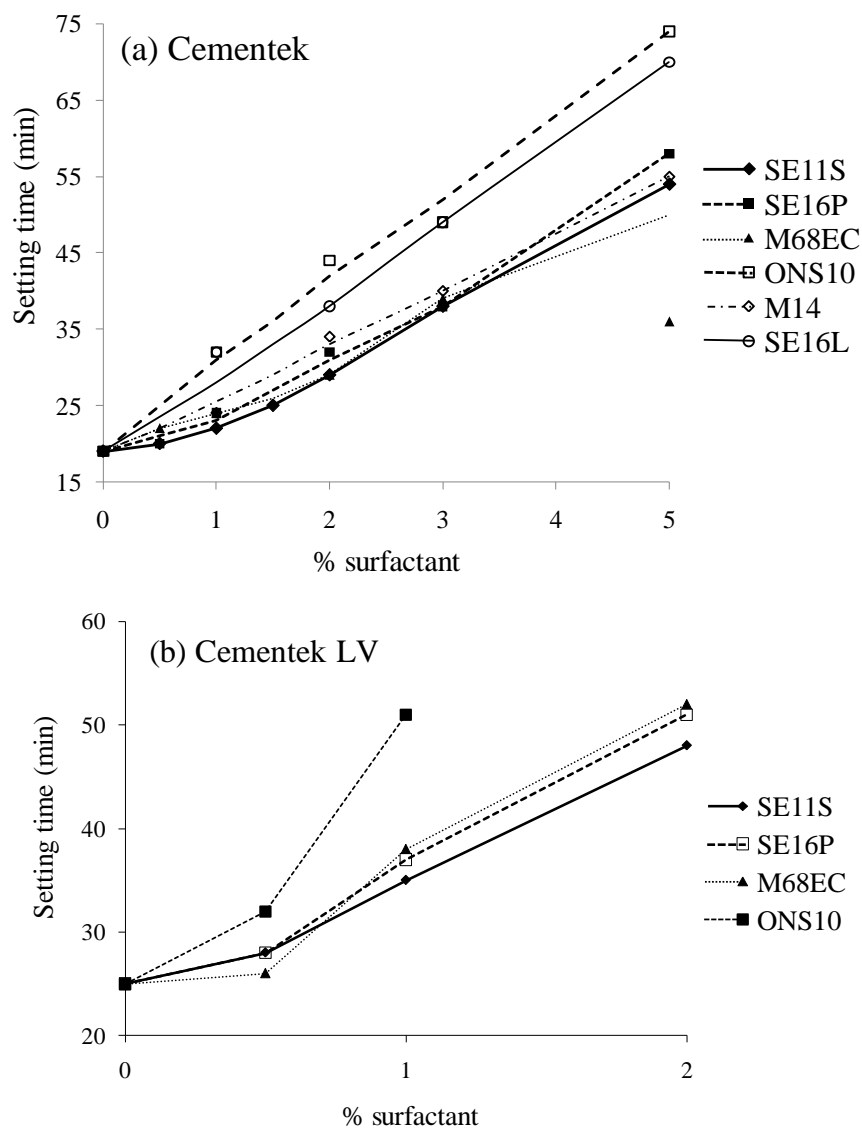 (a) Cementek
75
65
55
45
35
25
15
Setting time (min)
0 1 2 3 4 5
% surfactant
SE11S
SE16P
M68EC
ONS10
M14
SE16L
(b) Cementek LV
60
50
40
30
20
Setting time (min)
0 1 2
% surfactant
SE11S
SE16P
M68EC
ONS10